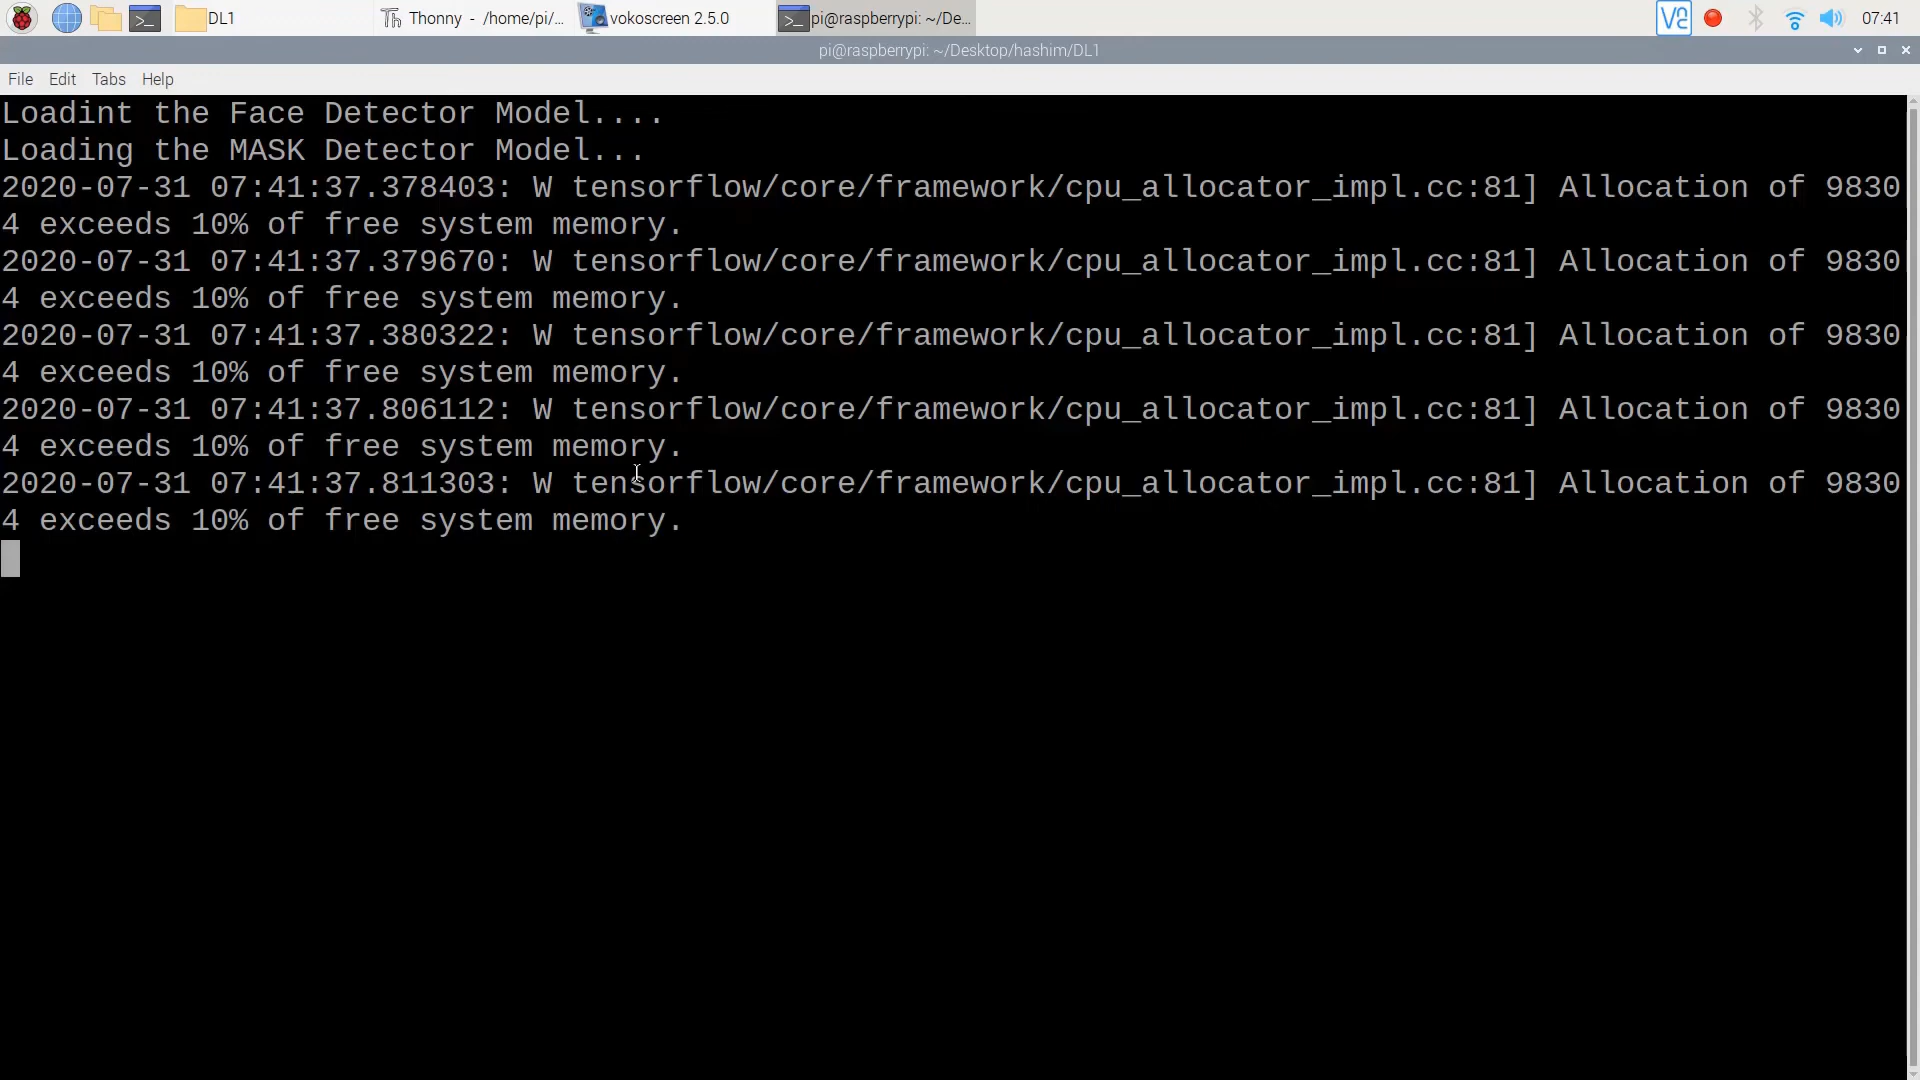 DL1
Thonny - /home/pi/...
vokoscreen 2.5.0
pi@raspberrypi: ~/De...
07:41
pi@raspberrypi: ~/Desktop/hashim/DL1
File Edit Tabs Help
Loadint the Face Detector Model....
Loading the MASK Detector Model...
2020-07-31 07:41:37.378403: W tensorflow/core/framework/cpu_allocator_impl.cc:81] Allocation of 9830
4 exceeds 10% of free system memory.
2020-07-31 07:41:37.379670: W tensorflow/core/framework/cpu_allocator_impl.cc:81] Allocation of 9830
4 exceeds 10% of free system memory.
2020-07-31 07:41:37.380322: W tensorflow/core/framework/cpu_allocator_impl.cc:81] Allocation of 9830
4 exceeds 10% of free system memory.
2020-07-31 07:41:37.806112: W tensorflow/core/framework/cpu_allocator_impl.cc:81] Allocation of 9830
4 exceeds 10% of free system memory.
2020-07-31 07:41:37.811303: W tensorflow/core/framework/cpu_allocator_impl.cc:81] Allocation of 9830
4 exceeds 10% of free system memory.